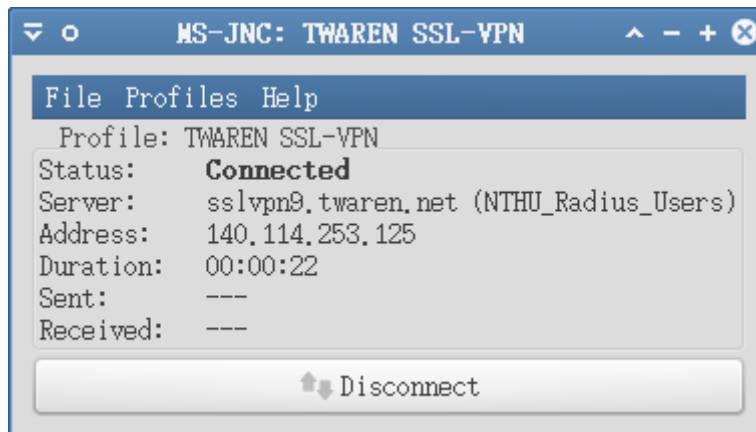 MS-JNC: TWAREN SSL-VPN
File Profiles Help
Profile: TWAREN SSL-VPN
Status: Connected
Server: sslvpn9.twaren.net (NTHU_Radius_Users)
Address: 140.114.253.125
Duration: 00:00:22
Sent: ---
Received: ---
Disconnect